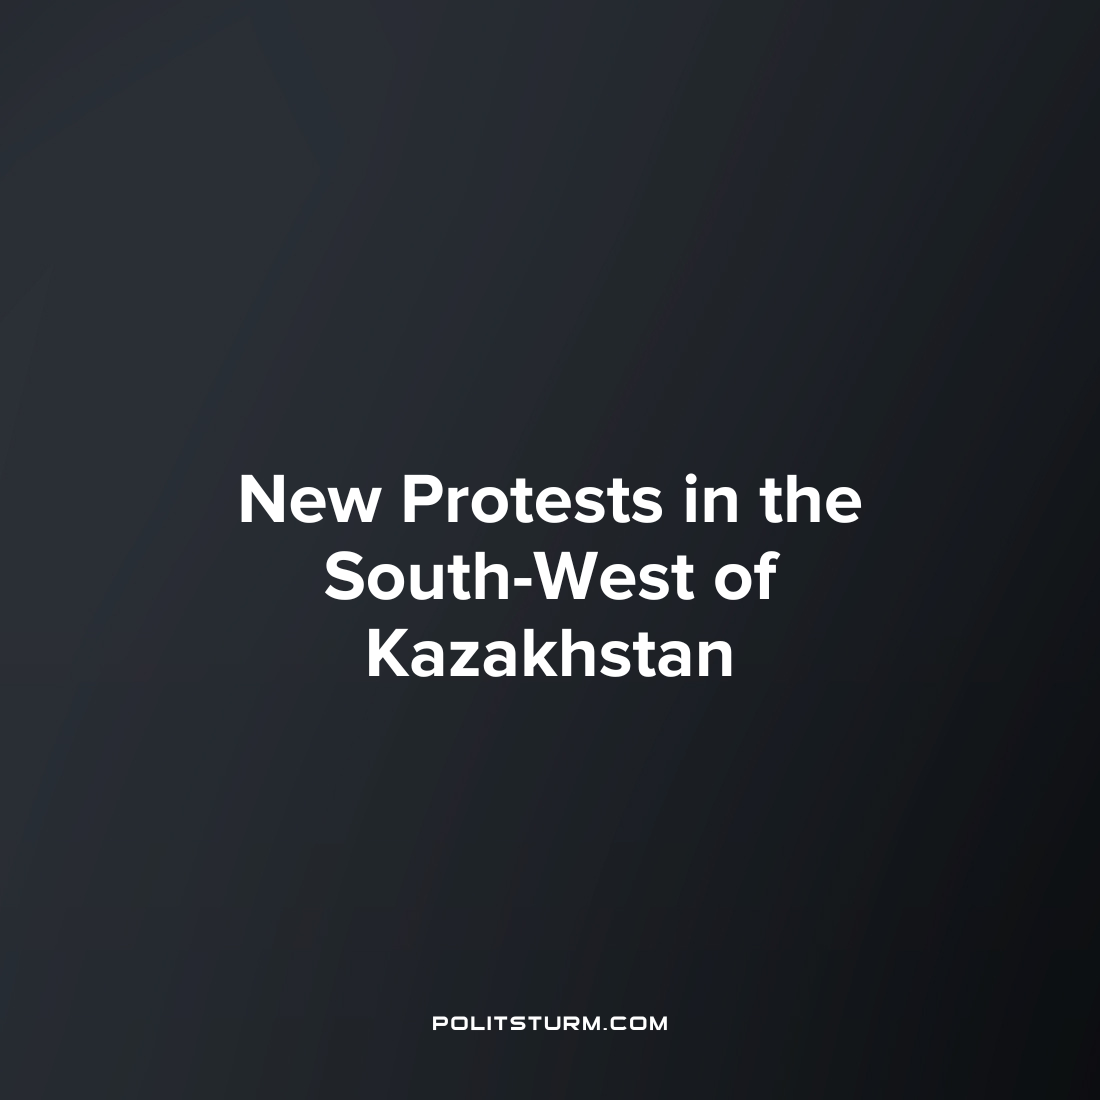 New Protests in the
South-West of
Kazakhstan
POLITSTURM.COM